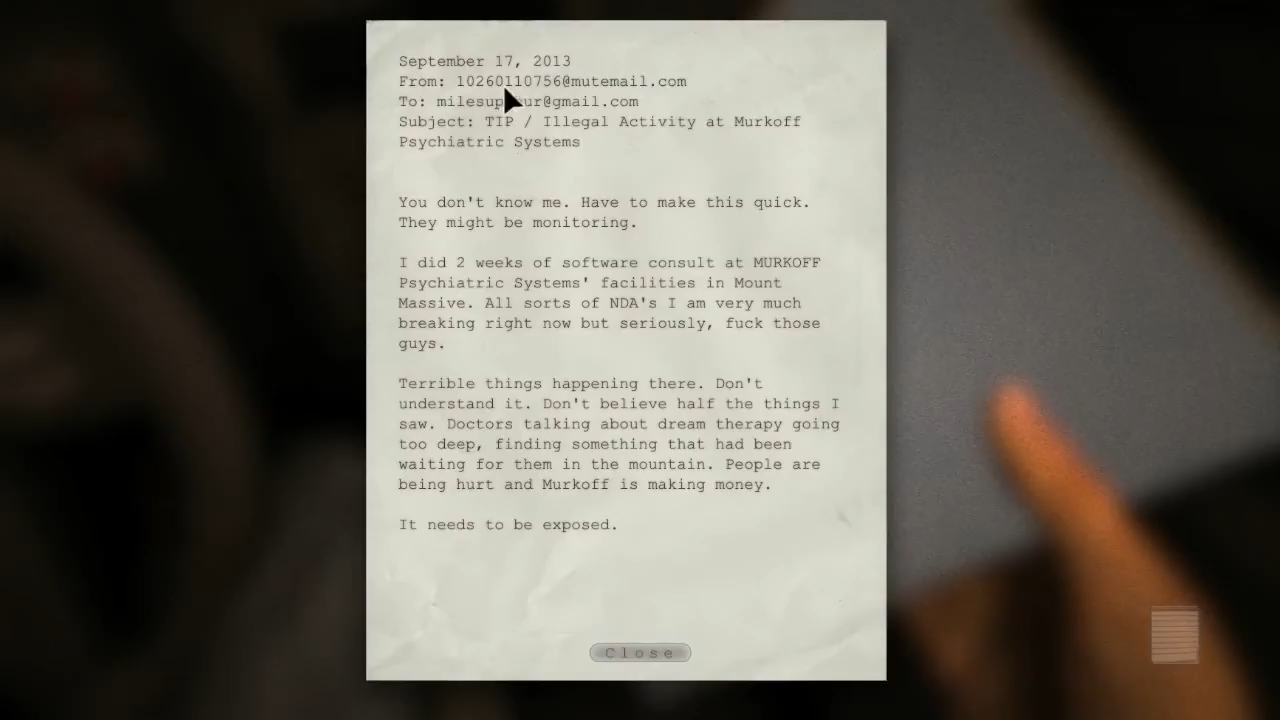 September 17, 2013
From: 10260110756@mutemail.com
To:
Subject: TIP / Illegal Activity at Murkoff
Psychiatric Systems
You don't know me. Have to make this quick.
They might be monitoring.
I did 2 weeks of software consult at MURKOFF
Psychiatric Systems' facilities in Mount
Massive. All sorts of NDA's I am very much
breaking right now but seriously, fuck those
guys.
Terrible things happening there. Don't
understand it. Don't believe half the things I
saw. Doctors talking about dream therapy going
too deep, finding something that had been
waiting for them in the mountain. People are
being hurt and Murkoff is making money.
It needs to be exposed.
Close